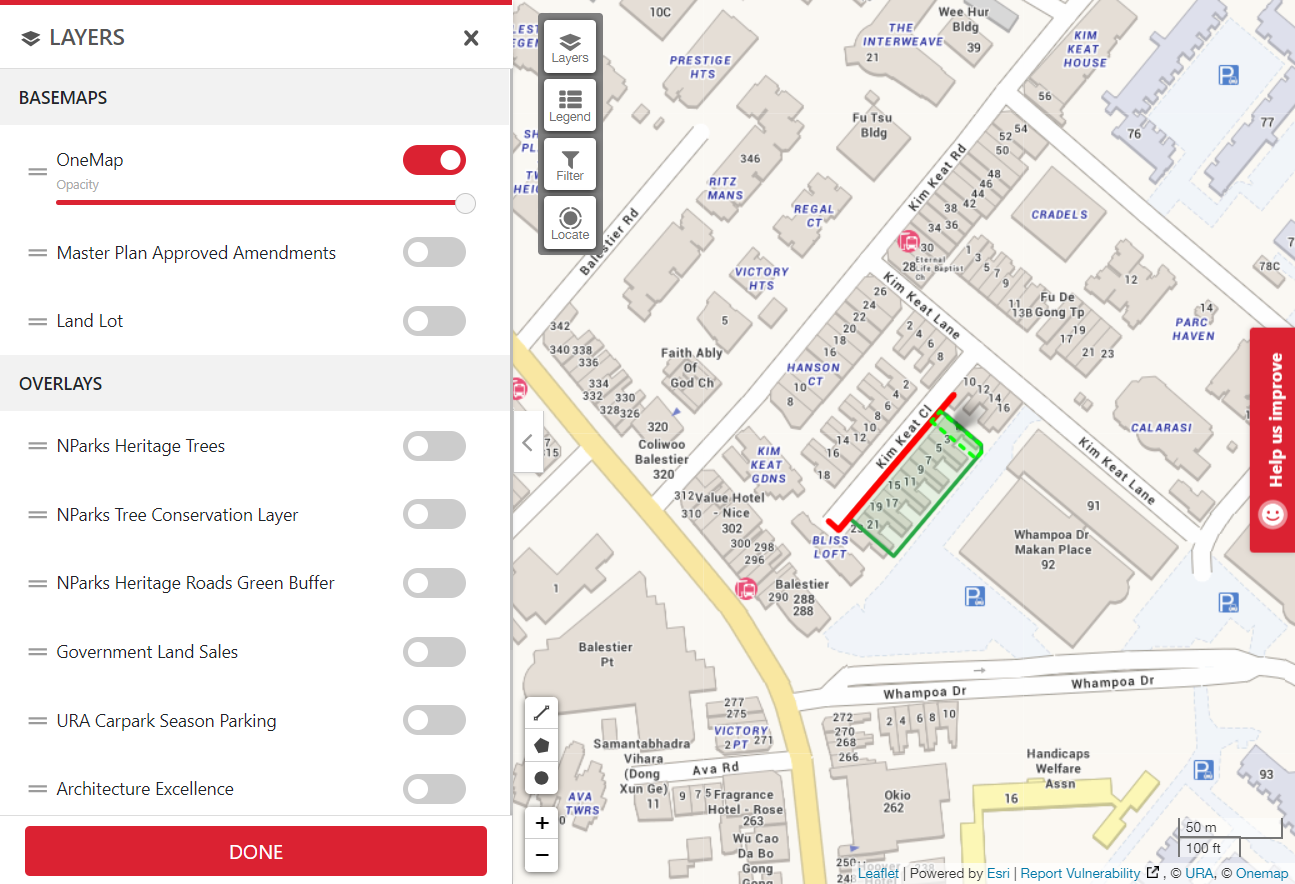 LAYERS
BASEMAPS
OneMap
Opacity
Master Plan Approved Amendments
Land Lot
OVERLAYS
NParks Heritage Trees
NParks Tree Conservation Layer
NParks Heritage Roads Green Buffer
Government Land Sales
URA Carpark Season Parking
Architecture Excellence
DONE
Layers
Legend
Filter
Locate
10C
Wee Hur
Bldg
39
THE
INTERWEAVE
21
KIM
KEAT
HOUSE
56
PRESTIGE
HTS
Fu Tsu
Bldg
76
77
52 54
50
48
46
44
38 42
34 36
30
28
Eternal
Life Baptist
Ch
Kim Keat Rd
346
RITZ
MANS
REGAL
CT
CRADELS
Balestier Rd
VICTORY
HTS
1
3
5
7
9
11
13B
Fu De
Gong Tp
17
19
21 23
12
78C
14
PARC
HAVEN
Kim Keat Lane
26
24
22
20
18
16
HANSON
CT
10
8
2
4
6
8
5
342
340 338
336
334
332
330
328
326
Faith Ably
Of
God Ch
320
Coliwoo
Balestier
320
2
4
6
8
10
12
14
16
18
Kim Keat Cl
10
12
14
16
3
5
7
9
11
15
17
19
21
23
KIM
KEAT
GDNS
BLISS
LOFT
CALARASI
Kim Keat Lane
91
Whampoa Dr
Makan Place
92
312
310
Value Hotel
- Nice
302
300
298
296
Balestier
290 288
288
1
Balestier
Pt
Whampoa Dr
Whampoa Dr
277
275
VICTORY
PT
2
271
272
270
268
266
2 4 6 8 10
Samantabhadra
Vihara
(Dong
Xun Ge)
11
Ava Rd
AVA
TWRS
9 7 5
Fragrance
Hotel - Rose
263
Wu Cao
Da Bo
Gong
Gong
Okio
262
Handicaps
Welfare
Assn
16
93
250
248
Hoover
Hotel
238
Help us improve
+
−
50 m
100 ft
Leaflet | Powered by Esri | Report Vulnerability , © URA, © Onemap